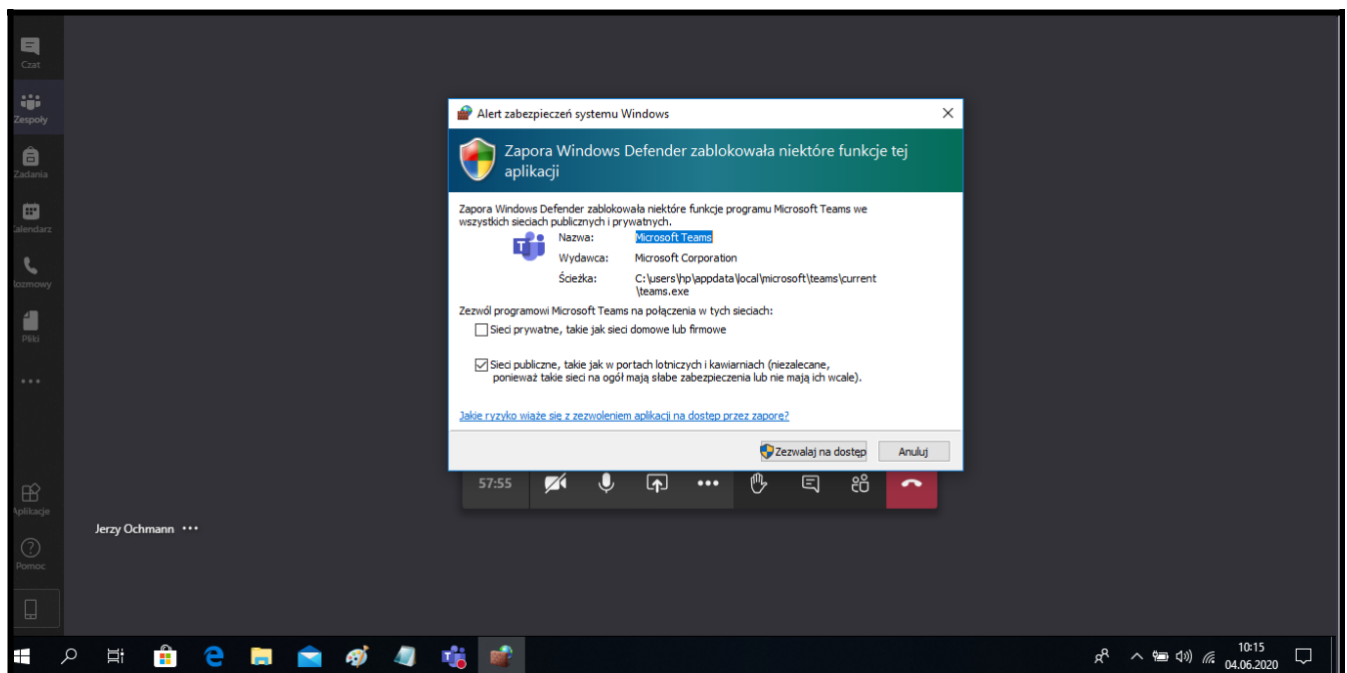 Czat
Zespoły
Zadania
Calendarz
Rozmowy
Pliki
Aplikacje
Pomoc
Alert zabezpieczeń systemu Windows
Zapora Windows Defender zablokowała niektóre funkcje tej
aplikacji
Zapora Windows Defender zablokowała niektóre funkcje programu Microsoft Teams we
wszystkich sieciach publicznych i prywatnych.
Nazwa: Microsoft Teams
Wydawca: Microsoft Corporation
Ścieżka: C:\users\hp\appdata\local\microsoft\teams\current
\teams.exe
Zezwól programowi Microsoft Teams na połączenia w tych sieciach:
Sieci prywatne, takie jak sieci domowe lub firmowe
Sieci publiczne, takie jak w portach lotniczych i kawiarniach (niezalecane,
ponieważ takie sieci na ogół mają słabe zabezpieczenia lub nie mają ich wcale).
Jakie ryzyko wiąże się z zezwoleniem aplikacji na dostęp przez zaporę?
Zezwalaj na dostęp Anuluj
57:55
Jerzy Ochmann
10:15
04.06.2020